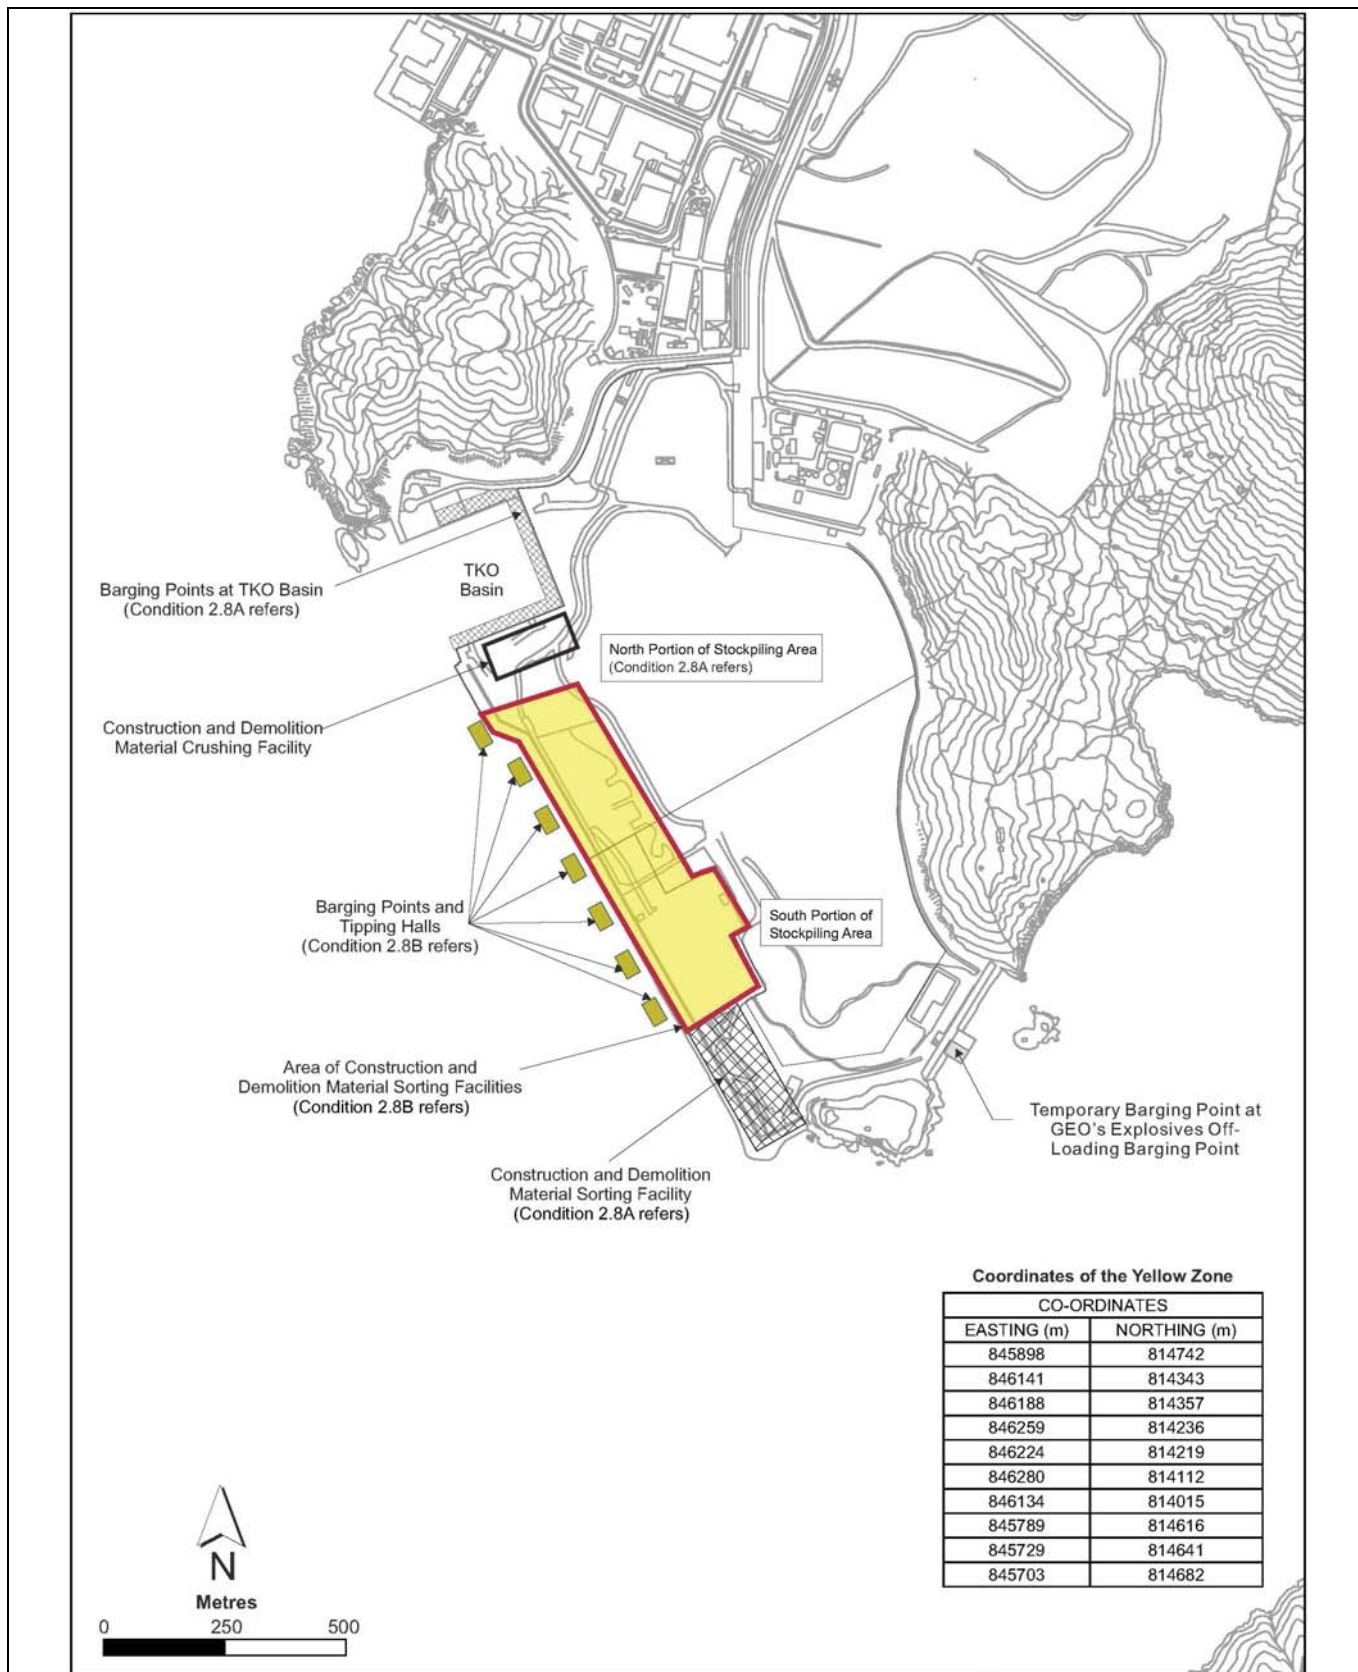 Barging Points at TKO Basin
(Condition 2.8A refers)
TKO
Basin
North Portion of Stockpiling Area
(Condition 2.8A refers)
Construction and Demolition
Material Crushing Facility
Barging Points and
Tipping Halls
(Condition 2.8B refers)
South Portion of
Stockpiling Area
Area of Construction and
Demolition Material Sorting Facilities
(Condition 2.8B refers)
Temporary Barging Point at
GEO's Explosives Off-
Loading Barging Point
Construction and Demolition
Material Sorting Facility
(Condition 2.8A refers)
Coordinates of the Yellow Zone
CO-ORDINATES
EASTING (m) NORTHING (m)
845898 814742
846141 814343
846188 814357
846259 814236
846224 814219
846280 814112
846134 814015
845789 814616
845729 814641
845703 814682
N
Metres
0 250 500